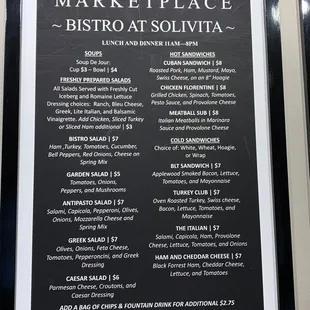 MARKETPLACE
~ BISTRO AT SOLIVITA ~
LUNCH AND DINNER 11AM—8PM
SOUPS
Soup De Jour:
Cup $3 – Bowl | $4
FRESHLY PREPARED SALADS
All Salads Served with Freshly Cut
Iceberg and Romaine Lettuce
Dressing choices: Ranch, Bleu Cheese,
Greek, Lite Italian, and Balsamic
Vinaigrette. Add Chicken, Sliced Turkey
or Sliced Ham additional | $3
BISTRO SALAD | $7
Ham ,Turkey, Tomatoes, Cucumber,
Bell Peppers, Red Onions, Cheese on
Spring Mix
GARDEN SALAD | $5
Tomatoes, Onions,
Peppers, and Mushrooms
ANTIPASTO SALAD | $7
Salami, Capicola, Pepperoni, Olives,
Onions, Mozzarella Cheese and
Spring Mix
GREEK SALAD | $7
Olives, Onions, Feta Cheese,
Tomatoes, Pepperoncini, and Greek
Dressing
CAESAR SALAD | $6
Parmesan Cheese, Croutons, and
Caesar Dressing
HOT SANDWICHES
CUBAN SANDWICH | $8
Roasted Pork, Ham, Mustard, Mayo,
Swiss Cheese, on an 8" Hoagie
CHICKEN FLORENTINE | $8
Grilled Chicken, Spinach, Tomatoes,
Pesto Sauce, and Provolone Cheese
MEATBALL SUB | $8
Italian Meatballs in Marinara
Sauce and Provolone Cheese
COLD SANDWICHES
Choice of: White, Wheat, Hoagie,
or Wrap
BLT SANDWICH | $7
Applewood Smoked Bacon, Lettuce,
Tomatoes, and Mayonnaise
TURKEY CLUB | $7
Oven Roasted Turkey, Swiss cheese,
Bacon, Lettuce, Tomatoes, and
Mayonnaise
THE ITALIAN | $7
Salami, Capicola, Ham, Provolone
Cheese, Lettuce, Tomatoes, and Onions
HAM AND CHEDDAR CHEESE | $7
Black Forrest Ham, Cheddar Cheese,
Lettuce, and Tomatoes
ADD A BAG OF CHIPS & FOUNTAIN DRINK FOR ADDITIONAL $2.75